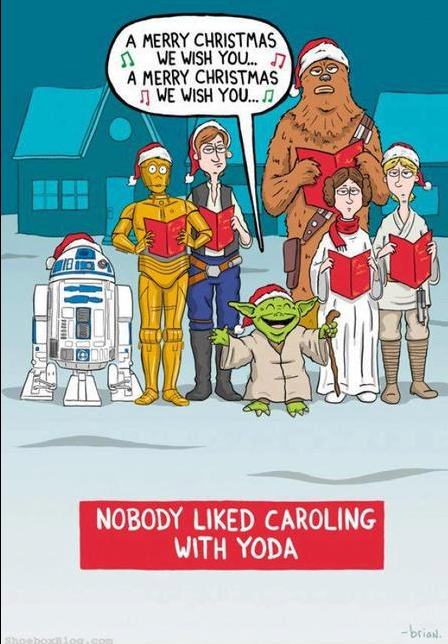 A MERRY CHRISTMAS
WE WISH YOU...
A MERRY CHRISTMAS
WE WISH YOU...
NOBODY LIKED CAROLING
WITH YODA
-brian.
ShoeboxBlog.com